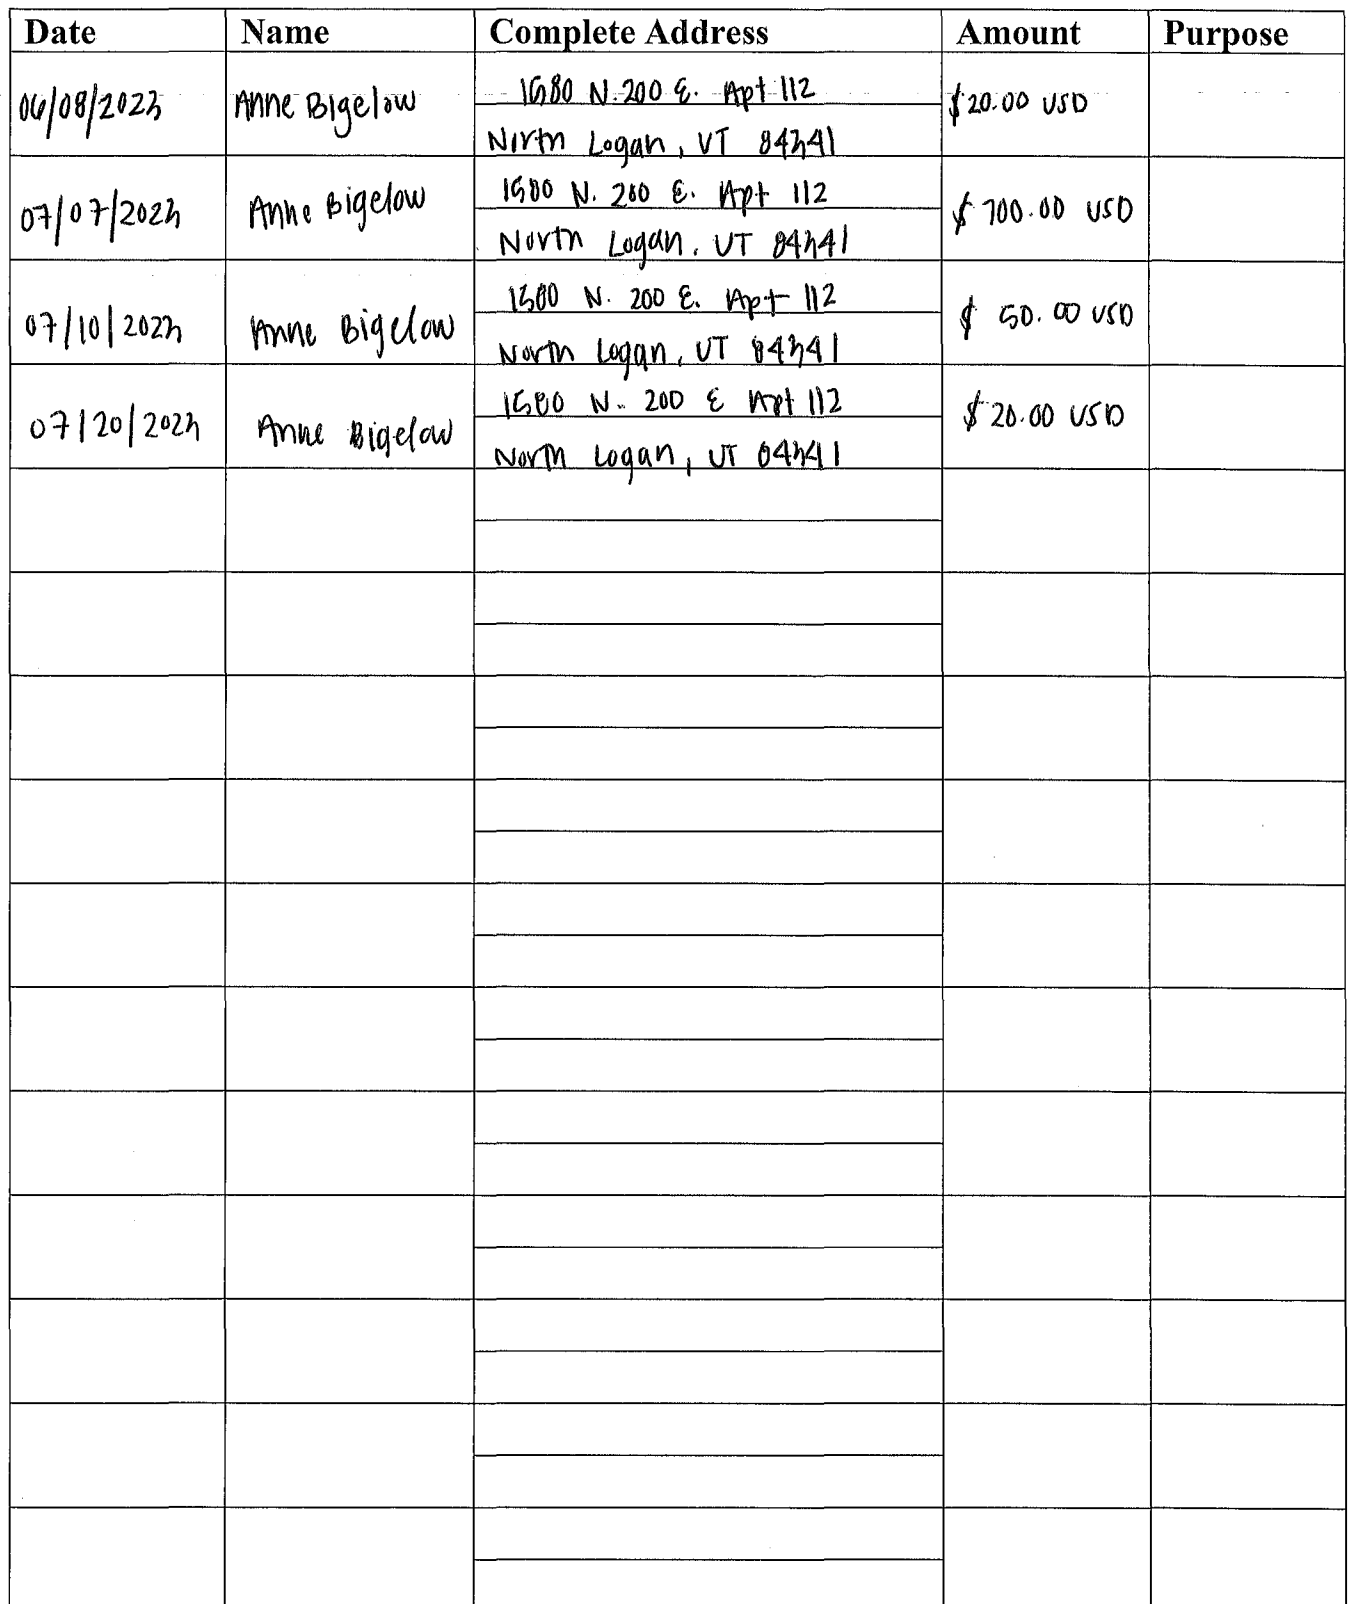 Date Name Complete Address Amount Purpose
06/08/2023 Anne Bigelow 1580 N. 200 E. Apt 112 $20.00 USD
North Logan, UT 84341
07/07/2023 Anne Bigelow 1580 N. 200 E. Apt 112 $700.00 USD
North Logan, UT 84341
07/10/2023 Anne Bigelow 1580 N. 200 E. Apt 112 $50.00 USD
North Logan, UT 84341
07/20/2023 Anne Bigelow 1580 N. 200 E Apt 112 $20.00 USD
North Logan, UT 84341